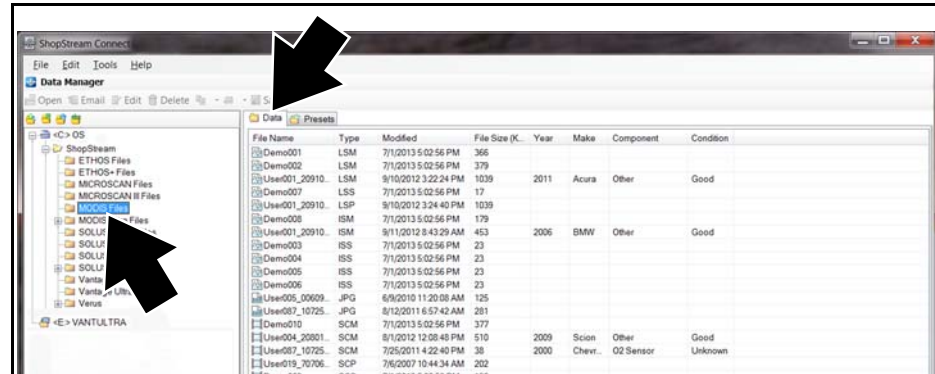 ShopStream Connect
File Edit Tools Help
Data Manager
Open Email Edit Delete
Data Presets
<C> OS
ShopStream
ETHOS Files
ETHOS+ Files
MICROSCAN Files
MICROSCAN III Files
MODIS Files
MODIS Files
SOLUS
SOLUS
SOLUS
SOLUS
Vantage
Vantage Ultra
Verus
<E> VANTULTRA
File Name Type Modified File Size (K... Year Make Component Condition
Demo001 LSM 7/1/2013 5:02:56 PM 366
Demo002 LSM 7/1/2013 5:02:56 PM 379
User001_20910... LSM 9/10/2012 3:22:24 PM 1039 2011 Acura Other Good
Demo007 LSS 7/1/2013 5:02:56 PM 17
User001_20910... LSP 9/10/2012 3:24:40 PM 1039
Demo008 ISM 7/1/2013 5:02:56 PM 179
User001_20910... ISM 9/11/2012 8:43:29 AM 453 2006 BMW Other Good
Demo003 ISS 7/1/2013 5:02:56 PM 23
Demo004 ISS 7/1/2013 5:02:56 PM 23
Demo005 ISS 7/1/2013 5:02:56 PM 23
Demo006 ISS 7/1/2013 5:02:56 PM 23
User005_00609... JPG 6/9/2010 11:20:08 AM 125
User087_10725... JPG 8/12/2011 6:57:42 AM 281
Demo010 SCM 7/1/2013 5:02:56 PM 377
User004_20801... SCM 8/1/2012 12:08:48 PM 510 2009 Scion Other Good
User087_10725... SCM 7/25/2011 4:22:40 PM 38 2000 Chevr... O2 Sensor Unknown
User019_70706... SCP 7/6/2007 10:44:34 AM 202